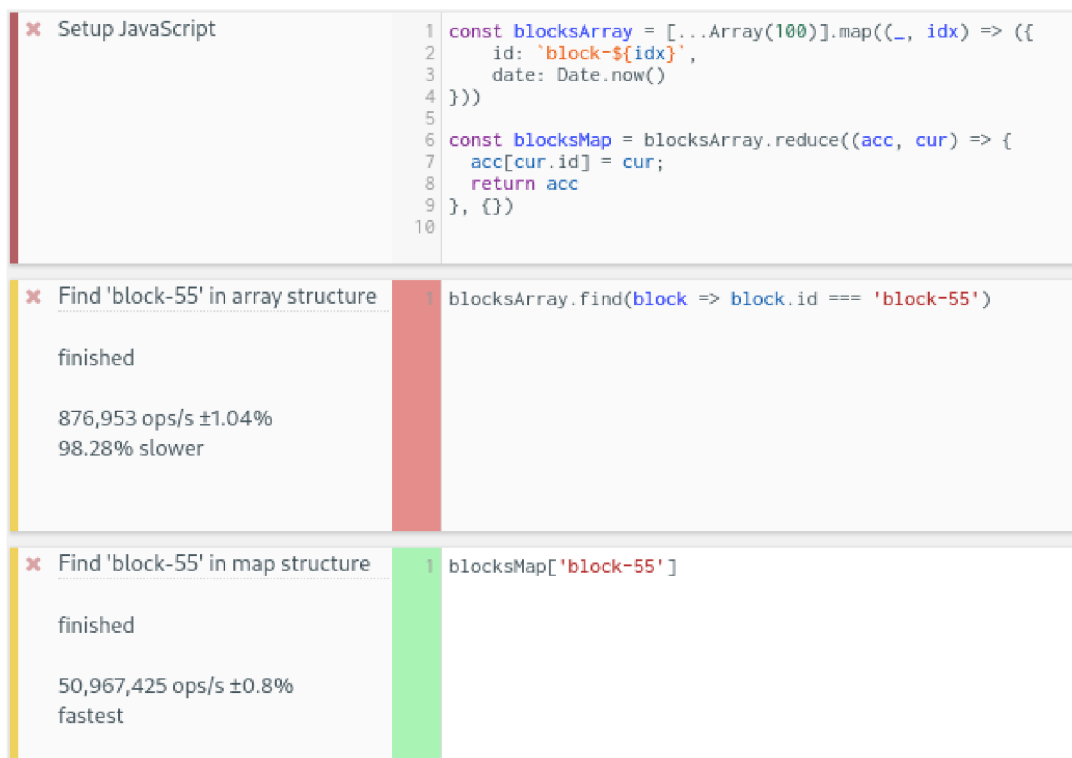 ✖ Setup JavaScript
1 const blocksArray = [...Array(100)].map((_, idx) => ({
2     id: `block-${idx}`,
3     date: Date.now()
4 }))
5
6 const blocksMap = blocksArray.reduce((acc, cur) => {
7   acc[cur.id] = cur;
8   return acc
9 }, {})
10
✖ Find 'block-55' in array structure
finished
876,953 ops/s ±1.04%
98.28% slower
1 blocksArray.find(block => block.id === 'block-55')
✖ Find 'block-55' in map structure
finished
50,967,425 ops/s ±0.8%
fastest
1 blocksMap['block-55']